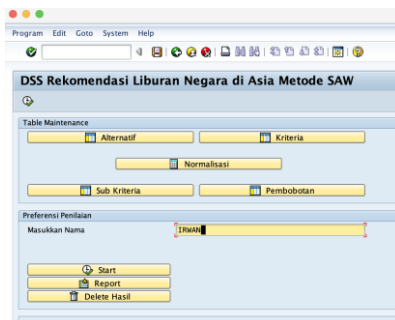 Program Edit Goto System Help
DSS Rekomendasi Liburan Negara di Asia Metode SAW
Table Maintenance
Alternatif Kriteria
Normalisasi
Sub Kriteria Pembobotan
Preferensi Penilaian
Masukkan Nama IRWAN
Start
Report
Delete Hasil